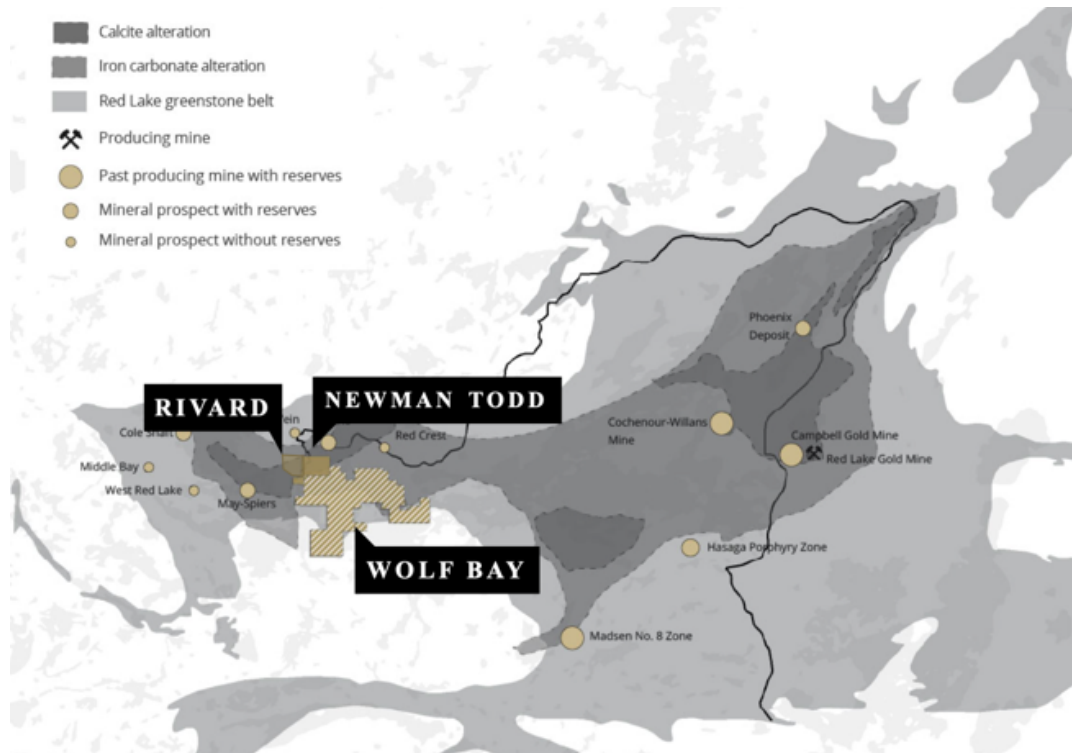 Calcite alteration
Iron carbonate alteration
Red Lake greenstone belt
Producing mine
Past producing mine with reserves
Mineral prospect with reserves
Mineral prospect without reserves
Phoenix
Deposit
RIVARD
NEWMAN TODD
Cole Shaft
Red Crest
Cochenour-Willans
Mine
Campbell Gold Mine
Red Lake Gold Mine
Middle Bay
West Red Lake
May-Spiers
Hasaga Porphyry Zone
WOLF BAY
Madsen No. 8 Zone